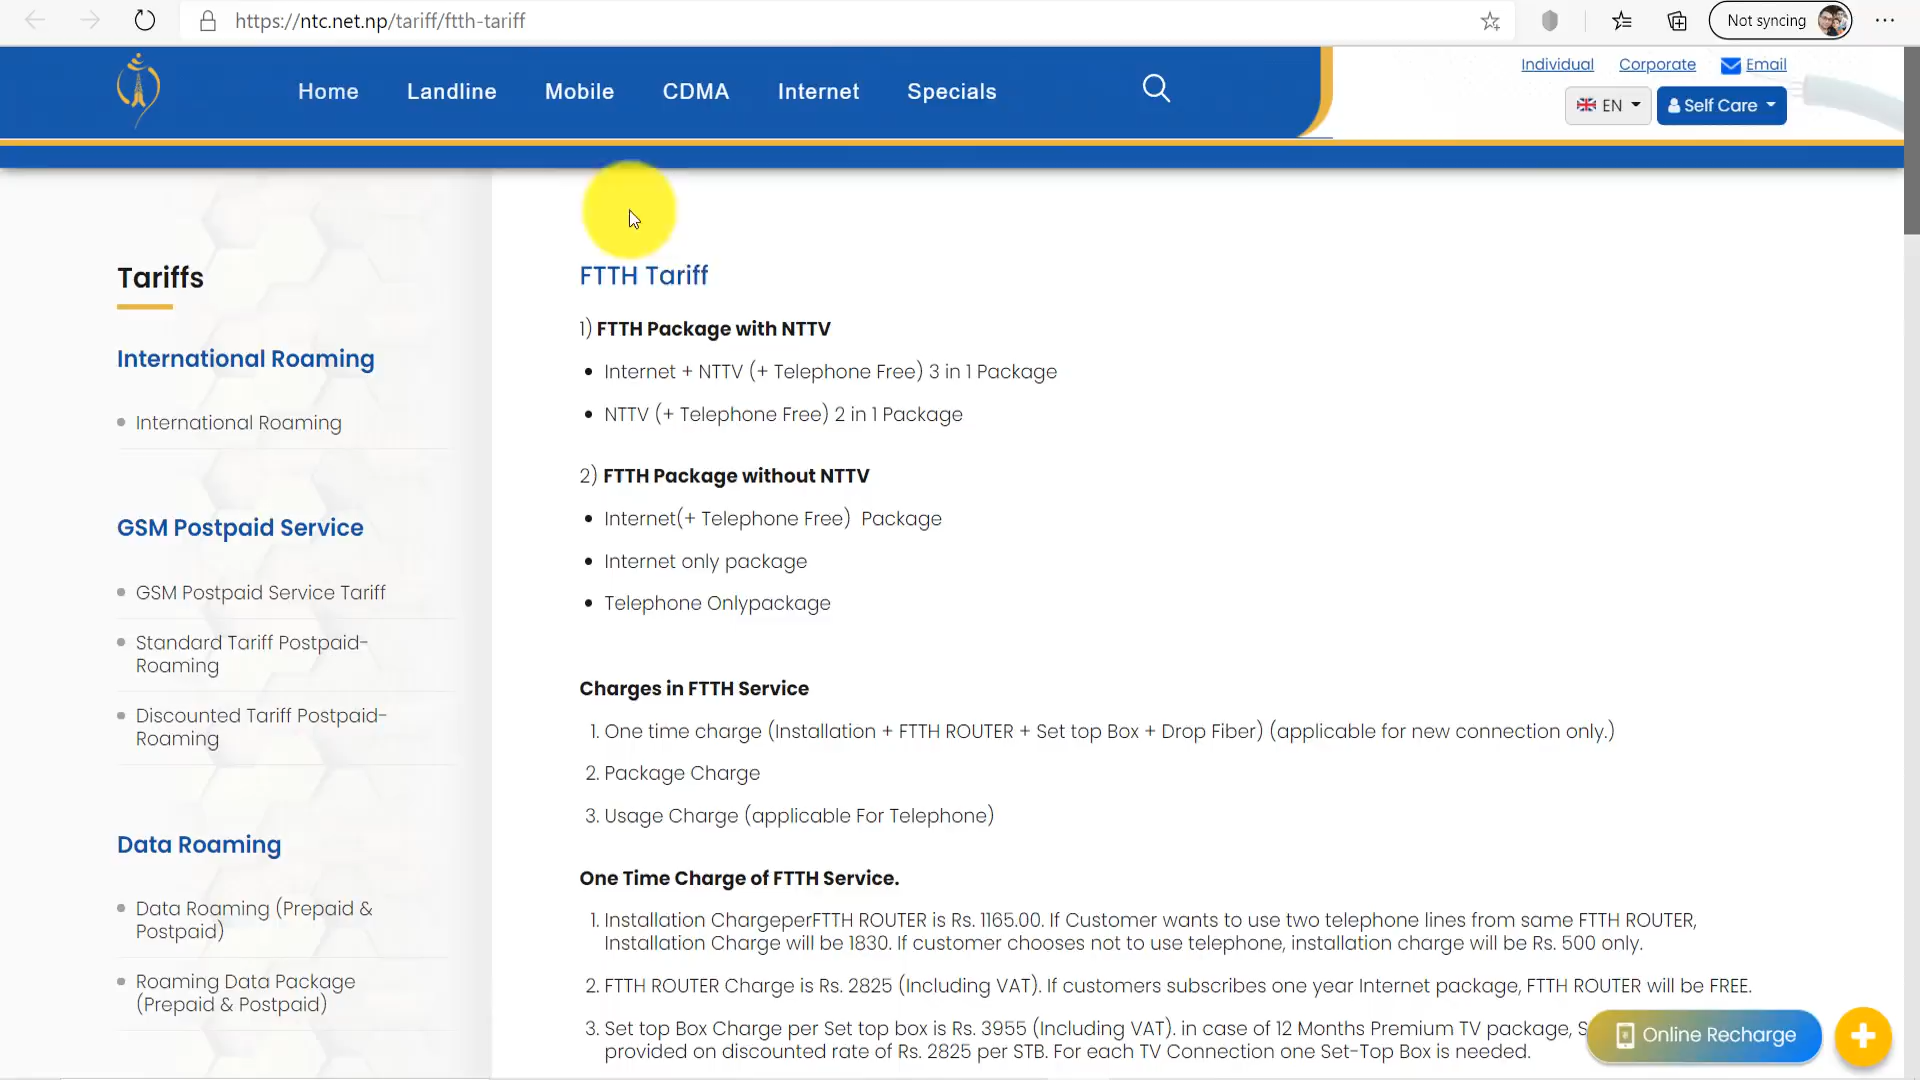 https://ntc.net.np/tariff/ftth-tariff
Not syncing
Home
Landline
Mobile
CDMA
Internet
Specials
Individual
Corporate
Email
EN
Self Care
Tariffs
International Roaming
International Roaming
GSM Postpaid Service
GSM Postpaid Service Tariff
Standard Tariff Postpaid-
Roaming
Discounted Tariff Postpaid-
Roaming
Data Roaming
Data Roaming (Prepaid &
Postpaid)
Roaming Data Package
(Prepaid & Postpaid)
FTTH Tariff
1) FTTH Package with NTTV
Internet + NTTV (+ Telephone Free) 3 in 1 Package
NTTV (+ Telephone Free) 2 in 1 Package
2) FTTH Package without NTTV
Internet(+ Telephone Free) Package
Internet only package
Telephone Onlypackage
Charges in FTTH Service
1. One time charge (Installation + FTTH ROUTER + Set top Box + Drop Fiber) (applicable for new connection only.)
2. Package Charge
3. Usage Charge (applicable For Telephone)
One Time Charge of FTTH Service.
1. Installation ChargeperFTTH ROUTER is Rs. 1165.00. If Customer wants to use two telephone lines from same FTTH ROUTER,
Installation Charge will be 1830. If customer chooses not to use telephone, installation charge will be Rs. 500 only.
2. FTTH ROUTER Charge is Rs. 2825 (Including VAT). If customers subscribes one year Internet package, FTTH ROUTER will be FREE.
3. Set top Box Charge per Set top box is Rs. 3955 (Including VAT). in case of 12 Months Premium TV package,
provided on discounted rate of Rs. 2825 per STB. For each TV Connection one Set-Top Box is needed.
Online Recharge